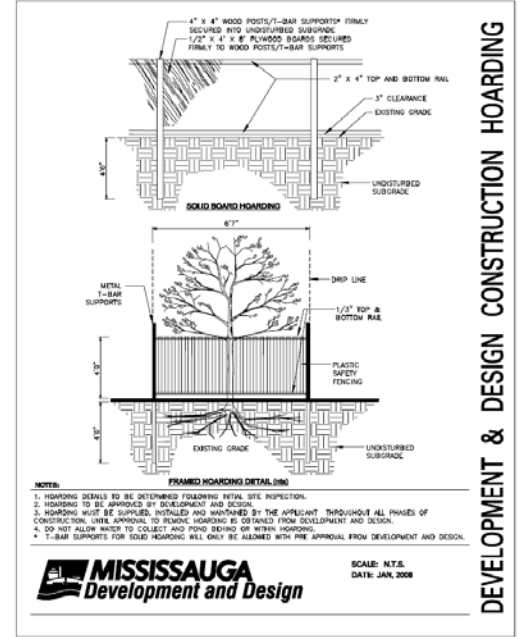 4" X 4" WOOD POSTS/T-BAR SUPPORTS* FIRMLY
SECURED INTO UNDISTURBED SUBGRADE
1/2" X 4' X 8' PLYWOOD BOARDS SECURED
FIRMLY TO WOOD POSTS/T-BAR SUPPORTS
2" X 4" TOP AND BOTTOM RAIL
3" CLEARANCE
EXISTING GRADE
4'0"
UNDISTURBED
SUBGRADE
SOLID BOARD HOARDING
6'7"
DRIP LINE
METAL
T-BAR
SUPPORTS
1/3" TOP &
BOTTOM RAIL
4'0"
PLASTIC
SAFETY
FENCING
4'0"
EXISTING GRADE
UNDISTURBED
SUBGRADE
FRAMED HOARDING DETAIL (nts)
NOTES:
1. HOARDING DETAILS TO BE DETERMINED FOLLOWING INITIAL SITE INSPECTION.
2. HOARDING TO BE APPROVED BY DEVELOPMENT AND DESIGN.
3. HOARDING MUST BE SUPPLIED, INSTALLED AND MAINTAINED BY THE APPLICANT THROUGHOUT ALL PHASES OF
CONSTRUCTION, UNTIL APPROVAL TO REMOVE HOARDING IS OBTAINED FROM DEVELOPMENT AND DESIGN.
4. DO NOT ALLOW WATER TO COLLECT AND POND BEHIND OR WITHIN HOARDING.
* T-BAR SUPPORTS FOR SOLID HOARDING WILL ONLY BE ALLOWED WITH PRE APPROVAL FROM DEVELOPMENT AND DESIGN.
MISSISSAUGA
Development and Design
SCALE: N.T.S.
DATE: JAN, 2008
DEVELOPMENT & DESIGN CONSTRUCTION HOARDING